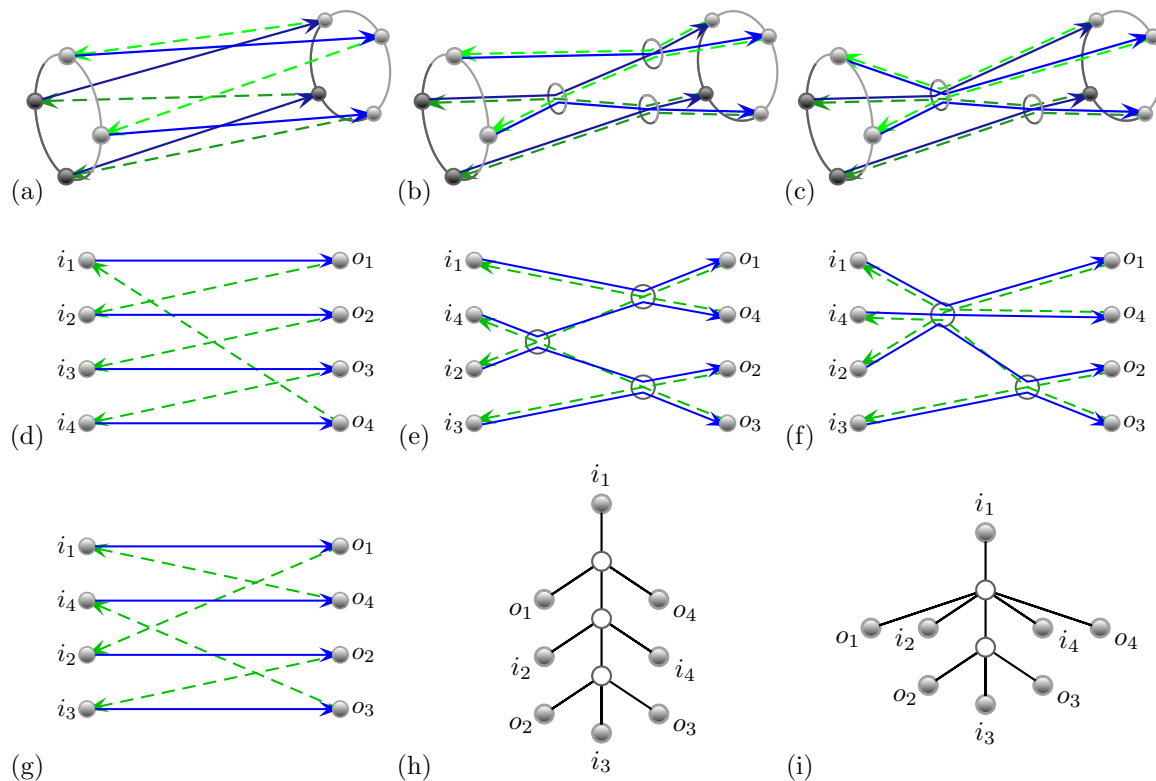 (a)
(b)
(c)
i₁ o₁
i₂ o₂
i₃ o₃
i₄ o₄
(d)
i₁ o₁
i₄ o₄
i₂ o₂
i₃ o₃
(e)
i₁ o₁
i₄ o₄
i₂ o₂
i₃ o₃
(f)
i₁ o₁
i₄ o₄
i₂ o₂
i₃ o₃
(g)
i₁
o₁ o₄
i₂ i₄
o₂ o₃
i₃
(h)
i₁
o₁ i₂ i₄ o₄
o₂ o₃
i₃
(i)